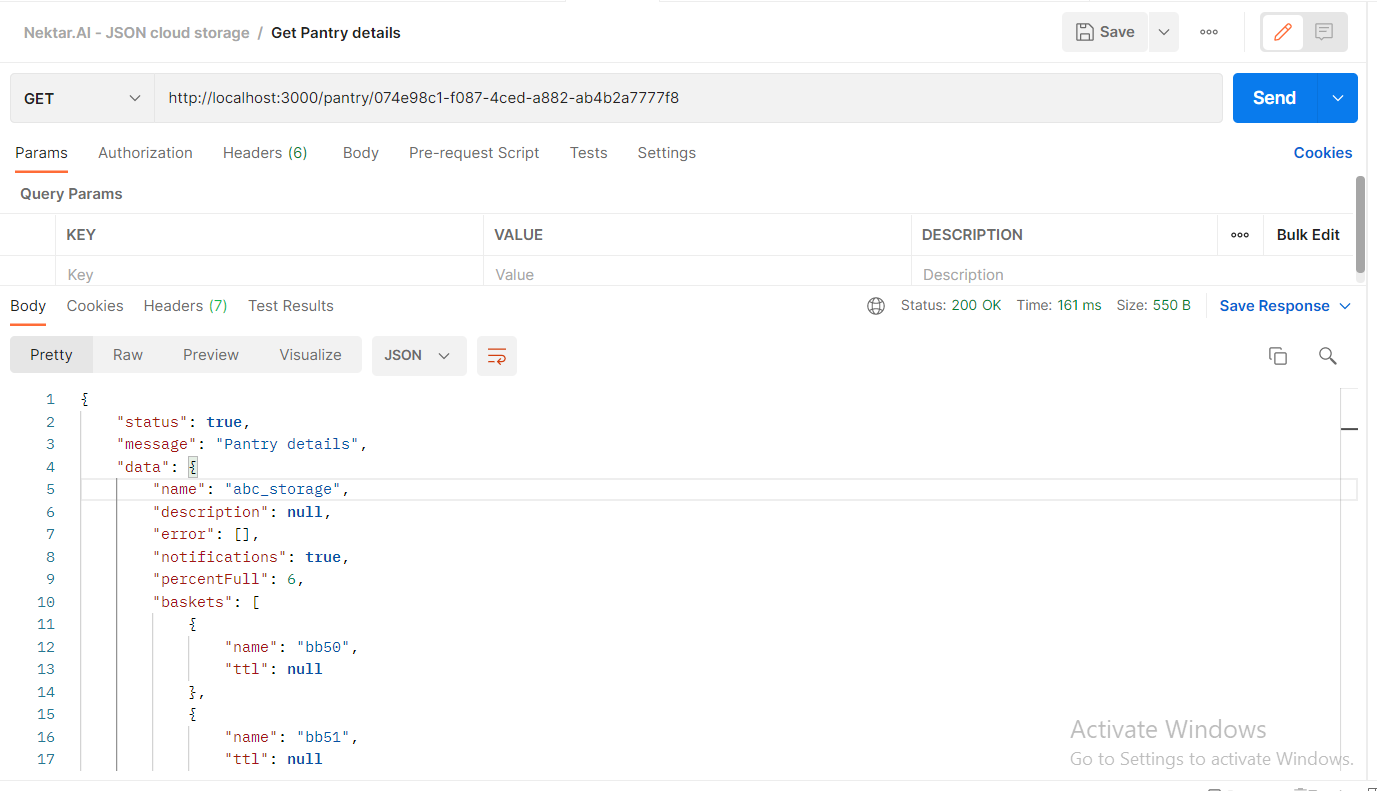 Nektar.AI - JSON cloud storage / Get Pantry details Save ooo
GET http://localhost:3000/pantry/074e98c1-f087-4ced-a882-ab4b2a7777f8 Send
Params Authorization Headers (6) Body Pre-request Script Tests Settings Cookies
Query Params
KEY VALUE DESCRIPTION ooo Bulk Edit
Key Value Description
Body Cookies Headers (7) Test Results Status: 200 OK Time: 161 ms Size: 550 B Save Response
Pretty Raw Preview Visualize JSON
1 {
2 "status": true,
3 "message": "Pantry details",
4 "data": {
5 "name": "abc_storage",
6 "description": null,
7 "error": [],
8 "notifications": true,
9 "percentFull": 6,
10 "baskets": [
11 {
12 "name": "bb50",
13 "ttl": null
14 },
15 {
16 "name": "bb51",
17 "ttl": null
Activate Windows
Go to Settings to activate Windows.